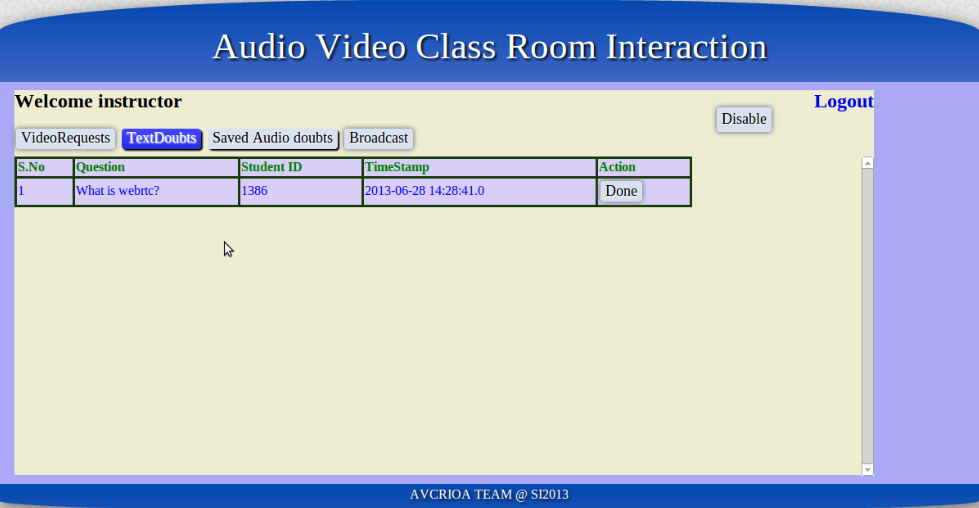 Audio Video Class Room Interaction
Welcome instructor
Logout
Disable
VideoRequests TextDoubts Saved Audio doubts Broadcast
S.No Question Student ID TimeStamp Action
1 What is webrtc? 1386 2013-06-28 14:28:41.0 Done
AVCRIOA TEAM @ SI2013